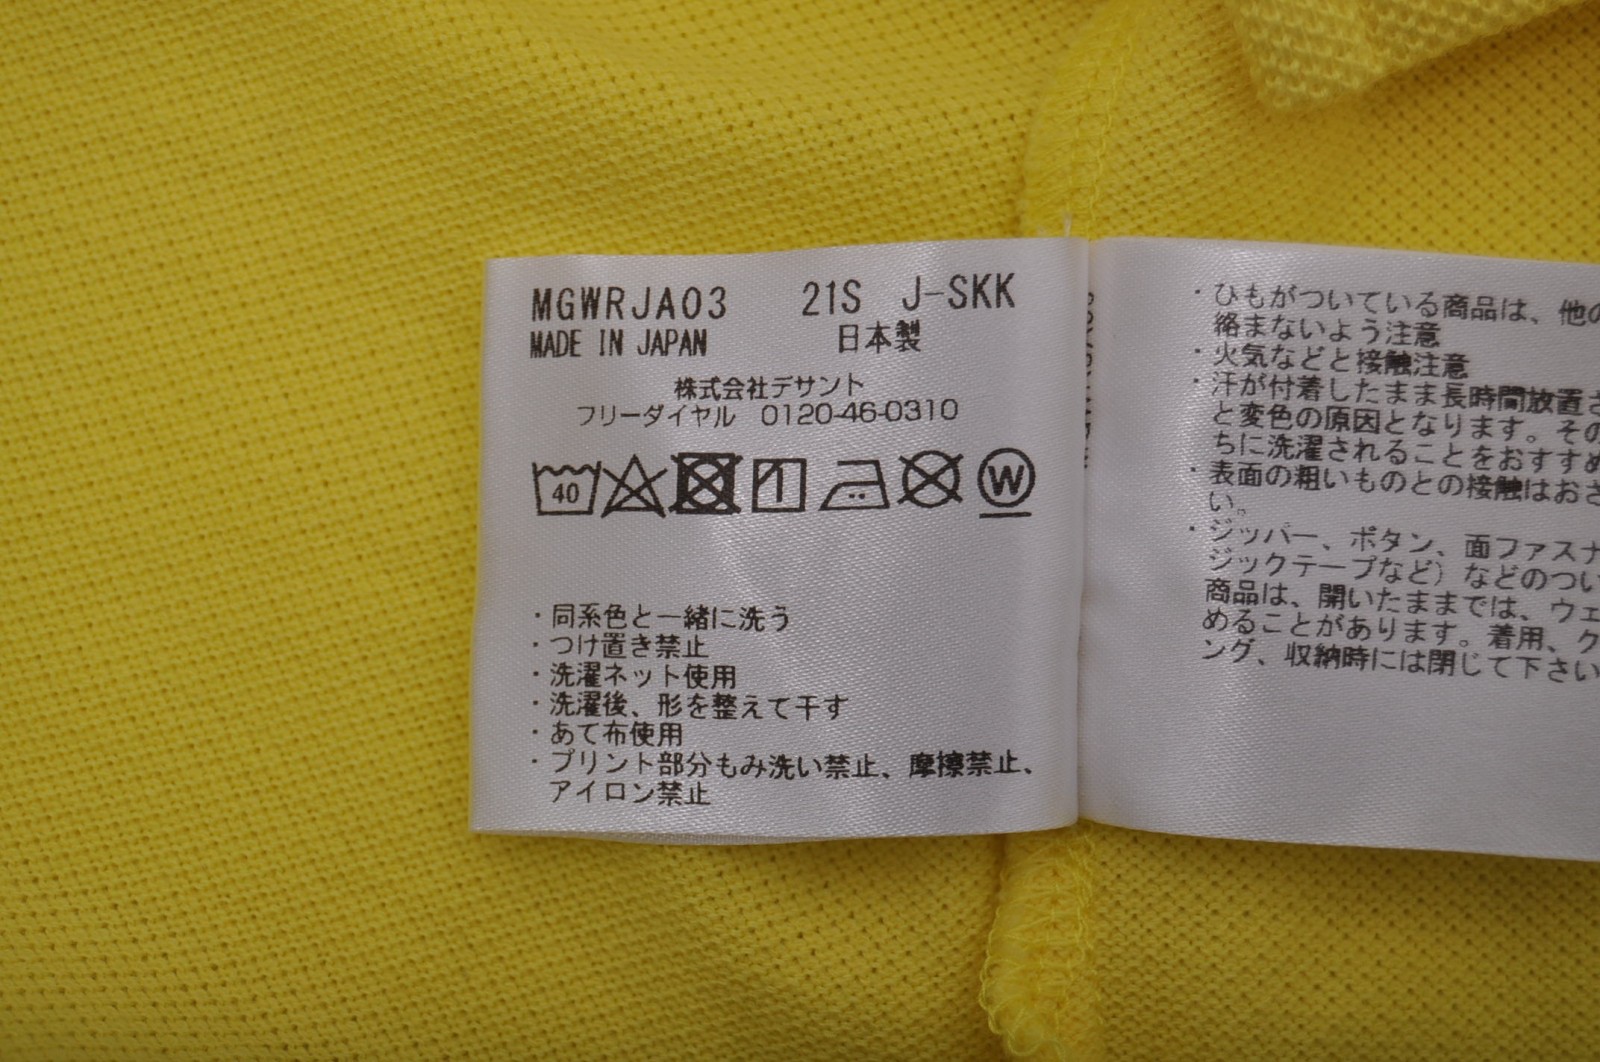 MGWRJA03 21S J-SKK
MADE IN JAPAN 日本製
株式会社デサント
フリーダイヤル 0120-46-0310
40
W
・同系色と一緒に洗う
・つけ置き禁止
・洗濯ネット使用
・洗濯後、形を整えて干す
・あて布使用
・プリント部分もみ洗い禁止、摩擦禁止、
アイロン禁止
・ひもがついている商品は、他の
絡まないよう注意
・火気などと接触注意
・汗が付着したまま長時間放置さ
と変色の原因となります。その
ちに洗濯されることをおすすめ
・表面の粗いものとの接触はおさ
い。
・ジッパー、ボタン、面ファスナ
ジックテープなど）などのつい
商品は、開いたままでは、ウェ
めることがあります。着用、ク
ング、収納時には閉じて下さい